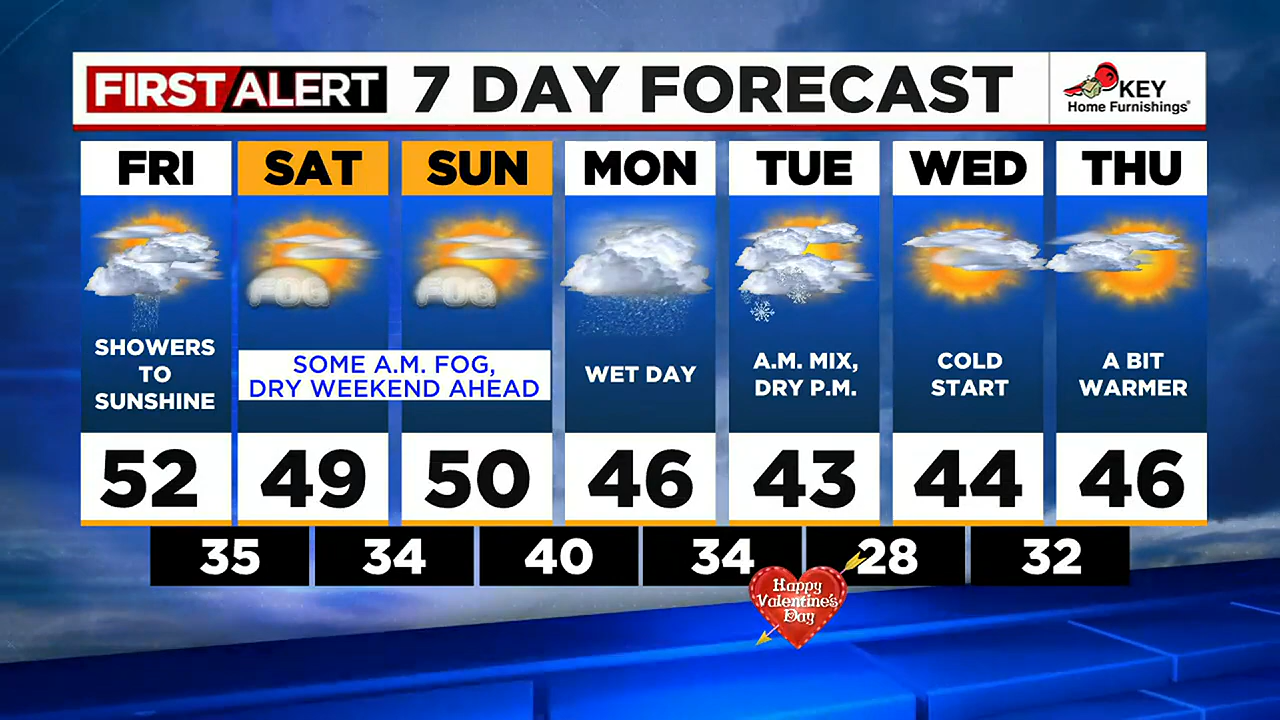 FIRST ALERT 7 DAY FORECAST
KEY
Home Furnishings®
FRI SAT SUN MON TUE WED THU
FOG FOG
SHOWERS
TO
SUNSHINE
SOME A.M. FOG,
DRY WEEKEND AHEAD
WET DAY
A.M. MIX,
DRY P.M.
COLD
START
A BIT
WARMER
52 49 50 46 43 44 46
35 34 40 34 28 32
Happy
Valentine's
Day